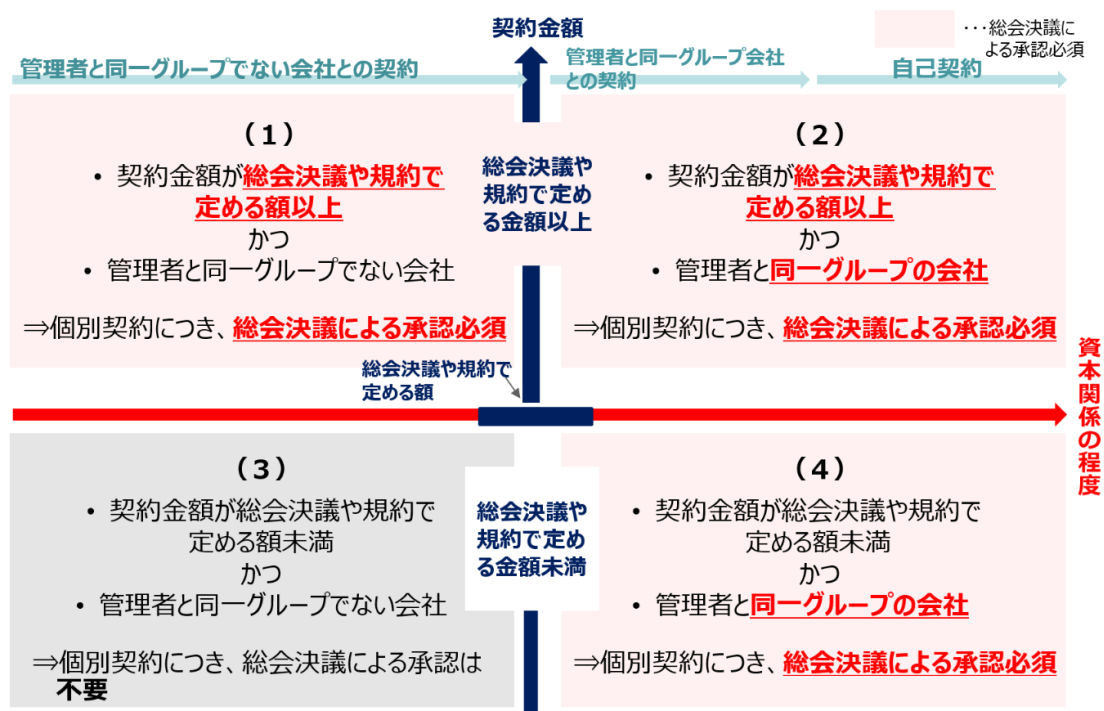 契約金額
・・・総会決議に
よる承認必須
管理者と同一グループでない会社との契約
管理者と同一グループ会社
との契約
自己契約
（１）
• 契約金額が総会決議や規約で
定める額以上
かつ
• 管理者と同一グループでない会社
⇒個別契約につき、総会決議による承認必須
総会決議や
規約で定め
る金額以上
（２）
• 契約金額が総会決議や規約で
定める額以上
かつ
• 管理者と同一グループの会社
⇒個別契約につき、総会決議による承認必須
総会決議や規約で
定める額
資本関係の程度
（３）
• 契約金額が総会決議や規約で
定める額未満
かつ
• 管理者と同一グループでない会社
⇒個別契約につき、総会決議による承認は
不要
総会決議や
規約で定め
る金額未満
（４）
• 契約金額が総会決議や規約で
定める額未満
かつ
• 管理者と同一グループの会社
⇒個別契約につき、総会決議による承認必須